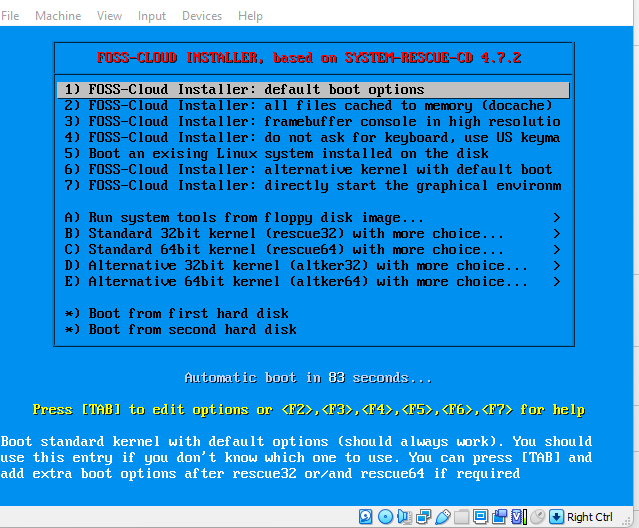 File Machine View Input Devices Help
FOSS-CLOUD INSTALLER, based on SYSTEM-RESCUE-CD 4.7.2
1) FOSS-Cloud Installer: default boot options
2) FOSS-Cloud Installer: all files cached to memory (docache)
3) FOSS-Cloud Installer: framebuffer console in high resolutio
4) FOSS-Cloud Installer: do not ask for keyboard, use US keyma
5) Boot an exising Linux system installed on the disk
6) FOSS-Cloud Installer: alternative kernel with default boot
7) FOSS-Cloud Installer: directly start the graphical environm
A) Run system tools from floppy disk image... >
B) Standard 32bit kernel (rescue32) with more choice... >
C) Standard 64bit kernel (rescue64) with more choice... >
D) Alternative 32bit kernel (altker32) with more choice... >
E) Alternative 64bit kernel (altker64) with more choice... >
*) Boot from first hard disk
*) Boot from second hard disk
Automatic boot in 83 seconds...
Press [TAB] to edit options or <F2>,<F3>,<F4>,<F5>,<F6>,<F7> for help
Boot standard kernel with default options (should always work). You should
use this entry if you don't know which one to use. You can press [TAB] and
add extra boot options after rescue32 or/and rescue64 if required
Right Ctrl